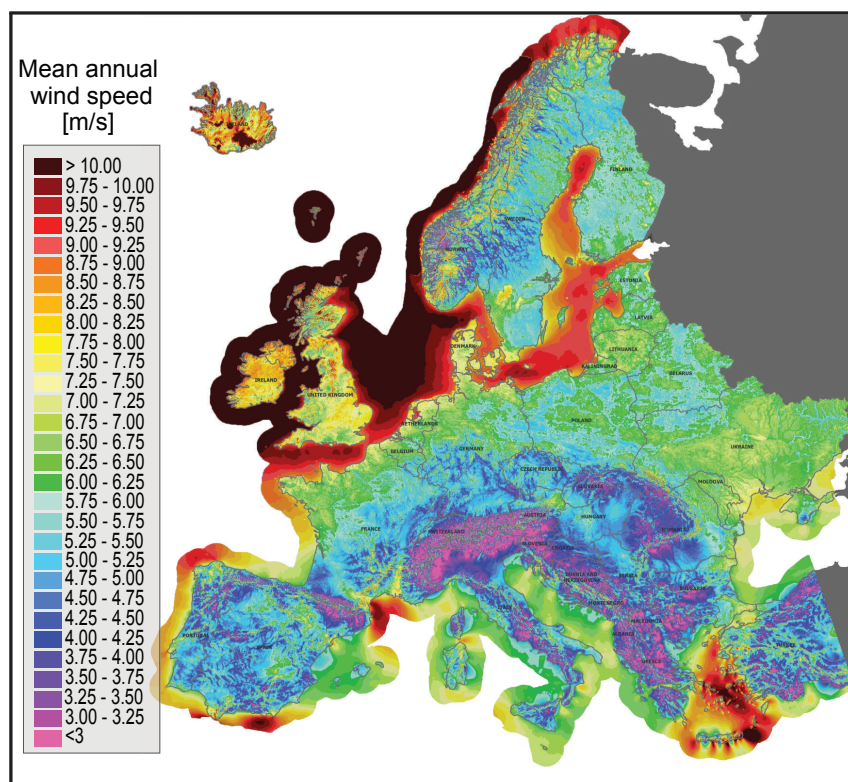 Mean annual
wind speed
[m/s]
> 10.00
9.75 - 10.00
9.50 - 9.75
9.25 - 9.50
9.00 - 9.25
8.75 - 9.00
8.50 - 8.75
8.25 - 8.50
8.00 - 8.25
7.75 - 8.00
7.50 - 7.75
7.25 - 7.50
7.00 - 7.25
6.75 - 7.00
6.50 - 6.75
6.25 - 6.50
6.00 - 6.25
5.75 - 6.00
5.50 - 5.75
5.25 - 5.50
5.00 - 5.25
4.75 - 5.00
4.50 - 4.75
4.25 - 4.50
4.00 - 4.25
3.75 - 4.00
3.50 - 3.75
3.25 - 3.50
3.00 - 3.25
<3
FINLAND
SWEDEN
NORWAY
ESTONIA
LATVIA
DENMARK
LITHUANIA
KALININGRAD
BELARUS
IRELAND
UNITED KINGDOM
NETHERLANDS
POLAND
BELGIUM
GERMANY
UKRAINE
CZECH REPUBLIC
SLOVAKIA
MOLDOVA
AUSTRIA
HUNGARY
FRANCE
SWITZERLAND
SLOVENIA
ROMANIA
CROATIA
BOSNIA AND
HERZEGOVINA
SERBIA
ITALY
MONTENEGRO
BULGARIA
MACEDONIA
ALBANIA
PORTUGAL
SPAIN
GREECE
TURKEY